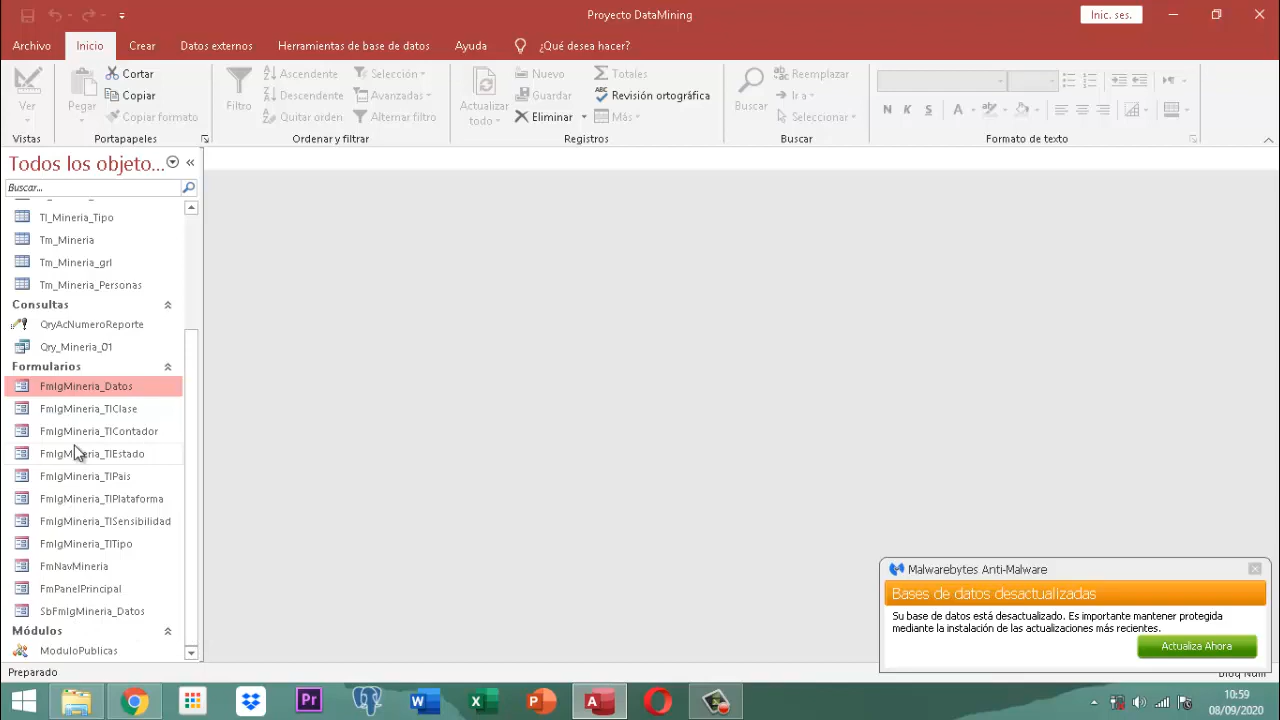 Proyecto DataMining
Inic. ses.
Archivo Inicio Crear Datos externos Herramientas de base de datos Ayuda ¿Qué desea hacer?
Ver
Pegar
Cortar
Copiar
Copiar formato
Filtro
Ascendente
Descendente
Quitar orden
Selección
Avanzadas
Alternar filtro
Actualizar
todo
Nuevo
Guardar
Eliminar
Totales
Revisión ortográfica
Más
Buscar
Reemplazar
Ir a
Seleccionar
N K S A
Vistas Portapapeles Ordenar y filtrar Registros Buscar Formato de texto
Todos los objeto...
Buscar...
Tl_Mineria_Tipo
Tm_Mineria
Tm_Mineria_grl
Tm_Mineria_Personas
Consultas
QryAcNumeroReporte
Qry_Mineria_01
Formularios
FmIgMineria_Datos
FmIgMineria_TlClase
FmIgMineria_TlContador
FmIgMineria_TlEstado
FmIgMineria_TlPais
FmIgMineria_TlPlataforma
FmIgMineria_TlSensibilidad
FmIgMineria_TlTipo
FmNavMineria
FmPanelPrincipal
SbFmIgMineria_Datos
Módulos
ModuloPublicas
Malwarebytes Anti-Malware
Bases de datos desactualizadas
Su base de datos está desactualizado. Es importante mantener protegida
mediante la instalación de las actualizaciones más recientes.
Actualiza Ahora
Preparado
Bloq Núm
Pr
10:59
08/09/2020